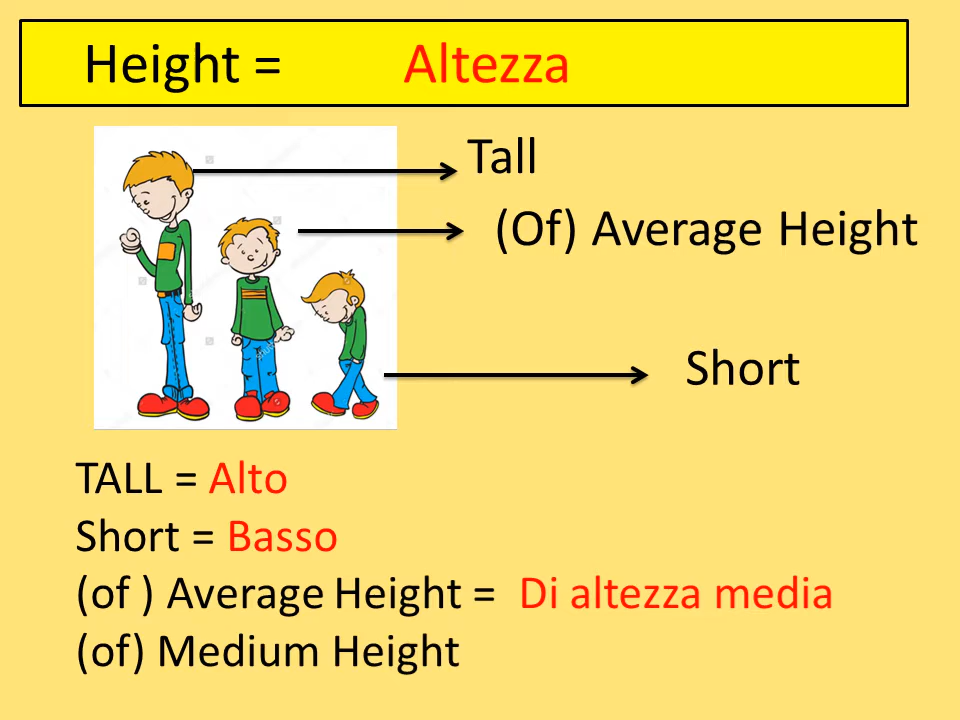 Height = Altezza
Tall
(Of) Average Height
Short
TALL = Alto
Short = Basso
(of ) Average Height = Di altezza media
(of) Medium Height